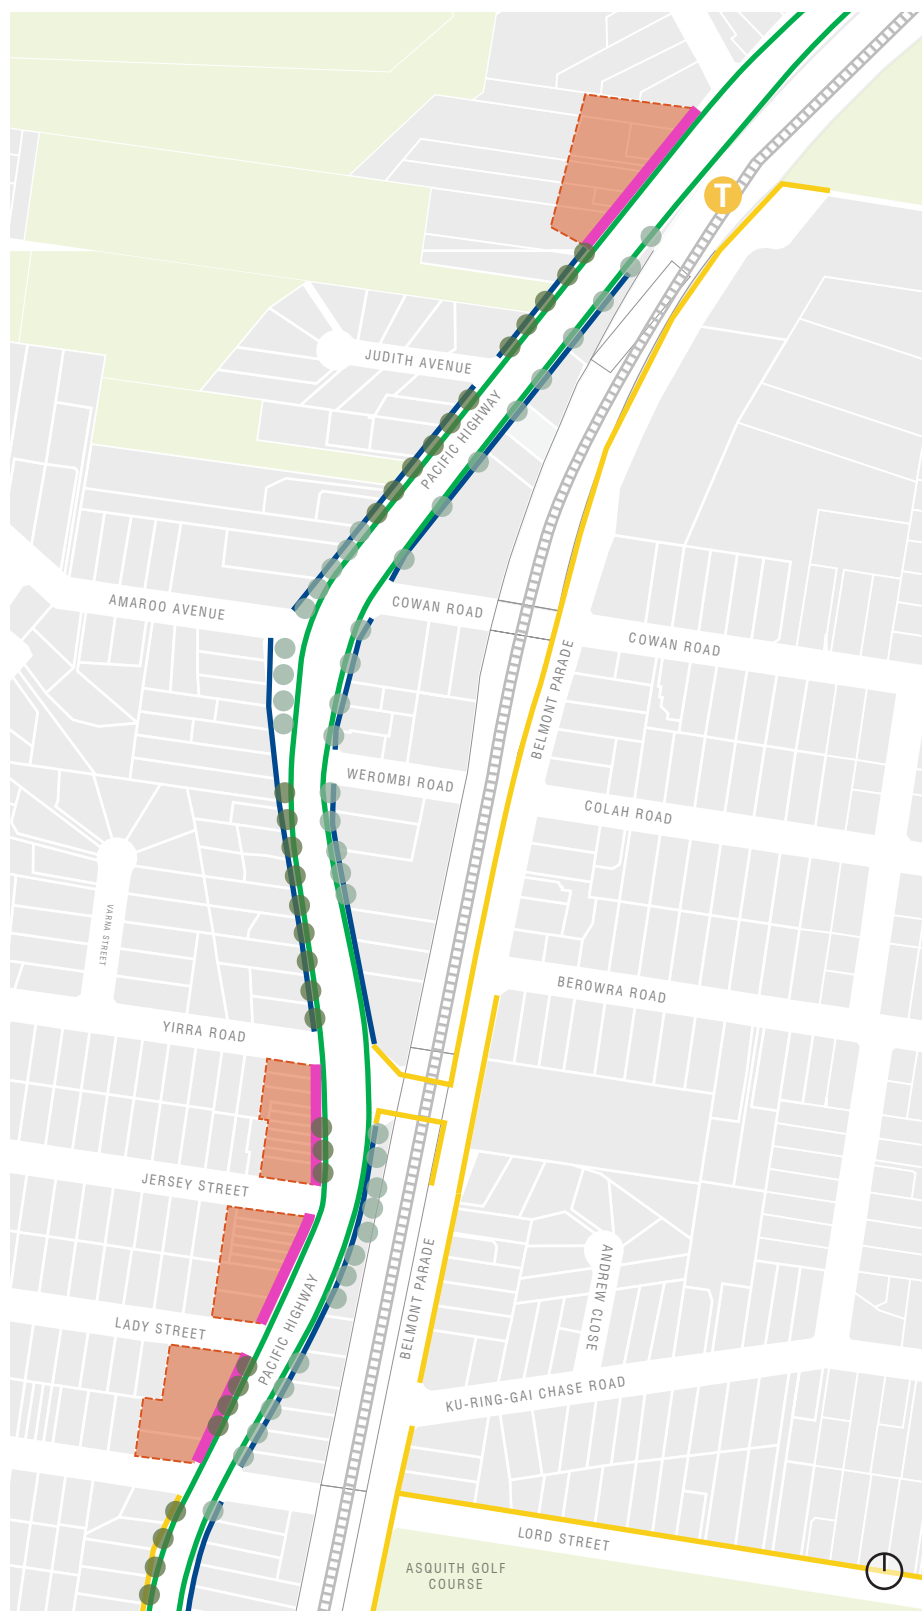 T
JUDITH AVENUE
PACIFIC HIGHWAY
AMAROO AVENUE
COWAN ROAD
COWAN ROAD
BELMONT PARADE
WEROMBI ROAD
COLAH ROAD
VARNA STREET
BEROWRA ROAD
YIRRA ROAD
JERSEY STREET
PACIFIC HIGHWAY
BELMONT PARADE
ANDREW CLOSE
LADY STREET
KU-RING-GAI CHASE ROAD
LORD STREET
ASQUITH GOLF
COURSE